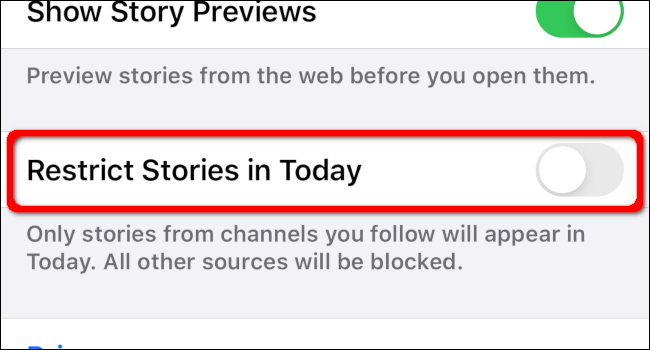 Show Story Previews
Preview stories from the web before you open them.
Restrict Stories in Today
Only stories from channels you follow will appear in
Today. All other sources will be blocked.